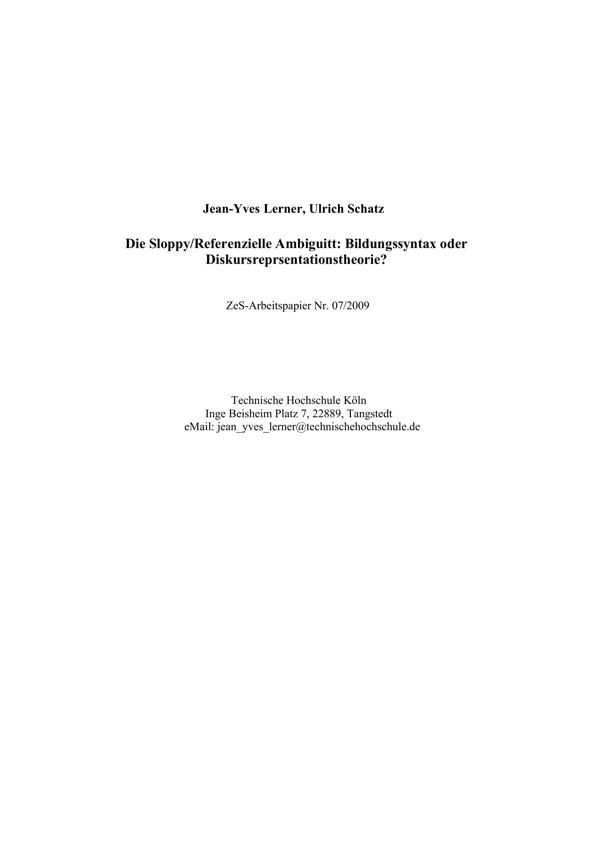 Jean-Yves Lerner, Ulrich Schatz
Die Sloppy/Referenzielle Ambiguitt: Bildungssyntax oder
Diskursreprsentationstheorie?
ZeS-Arbeitspapier Nr. 07/2009
Technische Hochschule Köln
Inge Beisheim Platz 7, 22889, Tangstedt
eMail: jean_yves_lerner@technischehochschule.de